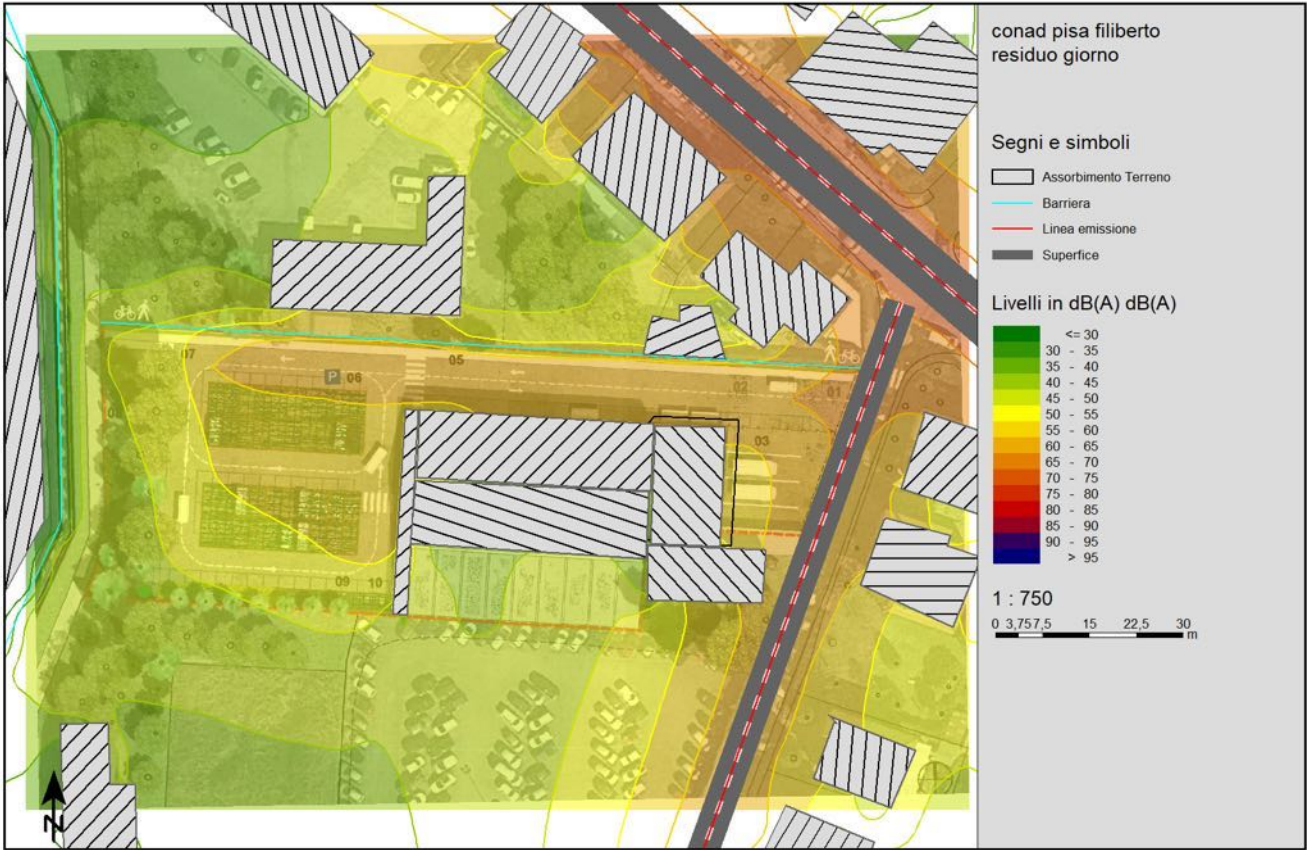 conad pisa filiberto
residuo giorno
Segni e simboli
Assorbimento Terreno
Barriera
Linea emissione
Superfice
Livelli in dB(A) dB(A)
<= 30
30 - 35
35 - 40
40 - 45
45 - 50
50 - 55
55 - 60
60 - 65
65 - 70
70 - 75
75 - 80
80 - 85
85 - 90
90 - 95
> 95
1 : 750
0 3,75 7,5 15 22,5 30
m
07
05
P 06
02
01
03
09 10
N